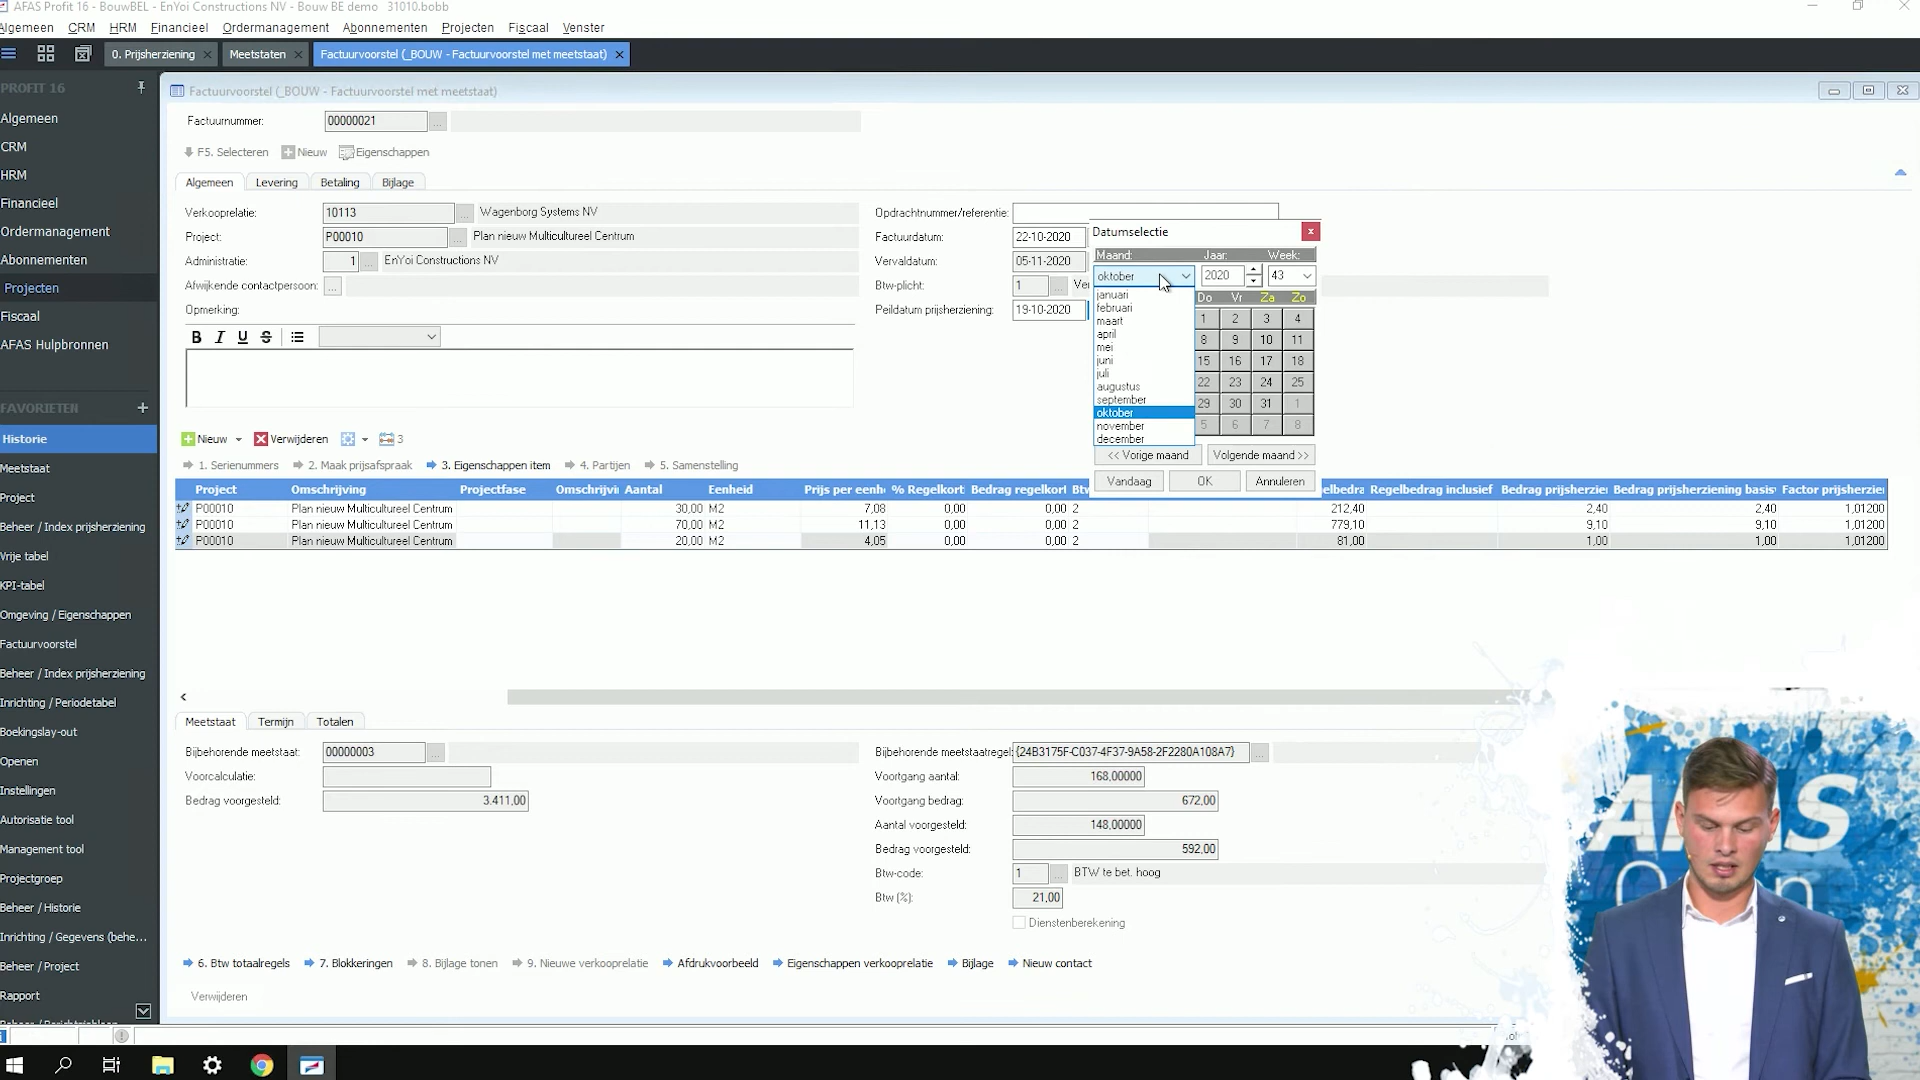 AFAS Profit 16 - BouwBEL - EnYoi Constructions NV - Bouw BE demo 31010.bobb
Algemeen CRM HRM Financieel Ordermanagement Abonnementen Projecten Fiscaal Venster
0. Prijsherziening Meetstaten Factuurvoorstel (_BOUW - Factuurvoorstel met meetstaat)
PROFIT 16
Algemeen
CRM
HRM
Financieel
Ordermanagement
Abonnementen
Projecten
Fiscaal
AFAS Hulpbronnen
FAVORIETEN
Historie
Meetstaat
Project
Beheer / Index prijsherziening
Vrije tabel
KPI-tabel
Omgeving / Eigenschappen
Factuurvoorstel
Beheer / Index prijsherziening
Inrichting / Periodetabel
Boekingslay-out
Openen
Instellingen
Autorisatie tool
Management tool
Projectgroep
Beheer / Historie
Inrichting / Gegevens (behe...
Beheer / Project
Rapport
Factuurvoorstel (_BOUW - Factuurvoorstel met meetstaat)
Factuurnummer: 00000021 ...
F5. Selecteren Nieuw Eigenschappen
Algemeen Levering Betaling Bijlage
Verkooprelatie: 10113 ... Wagenborg Systems NV
Project: P00010 ... Plan nieuw Multicultureel Centrum
Administratie: 1 ... EnYoi Constructions NV
Afwijkende contactpersoon: ...
Opmerking:
B I U S
Opdrachtnummer/referentie:
Factuurdatum: 22-10-2020
Vervaldatum: 05-11-2020
Btw-plicht: 1 ... Ver
Peildatum prijsherziening: 19-10-2020
Datumselectie x
Maand: Jaar: Week:
oktober 2020 43
januari
februari
maart
april
mei
juni
juli
augustus
september
oktober
november
december
Do Vr Za Zo
1 2 3 4
8 9 10 11
15 16 17 18
22 23 24 25
29 30 31 1
5 6 7 8
<< Vorige maand Volgende maand >>
Vandaag OK Annuleren
Nieuw Verwijderen 3
1. Serienummers 2. Maak prijsafspraak 3. Eigenschappen item 4. Partijen 5. Samenstelling
Project Omschrijving Projectfase Omschrijvi Aantal Eenheid Prijs per eenh % Regelkort Bedrag regelkort Btw elbedra Regelbedrag inclusief Bedrag prijsherzie Bedrag prijsherziening basis Factor prijsherzie
P00010 Plan nieuw Multicultureel Centrum 30,00 M2 7,08 0,00 0,00 2 212,40 2,40 2,40 1,01200
P00010 Plan nieuw Multicultureel Centrum 70,00 M2 11,13 0,00 0,00 2 779,10 9,10 9,10 1,01200
P00010 Plan nieuw Multicultureel Centrum 20,00 M2 4,05 0,00 0,00 2 81,00 1,00 1,00 1,01200
Meetstaat Termijn Totalen
Bijbehorende meetstaat: 00000003 ...
Voorcalculatie:
Bedrag voorgesteld: 3.411,00
Bijbehorende meetstaatregel: {24B3175F-C037-4F37-9A58-2F2280A108A7} ...
Voortgang aantal: 168,00000
Voortgang bedrag: 672,00
Aantal voorgesteld: 148,00000
Bedrag voorgesteld: 592,00
Btw-code: 1 ... BTW te bet. hoog
Btw (%): 21,00
Dienstenberekening
6. Btw totaalregels 7. Blokkeringen 8. Bijlage tonen 9. Nieuwe verkooprelatie Afdrukvoorbeeld Eigenschappen verkooprelatie Bijlage Nieuw contact
Verwijderen